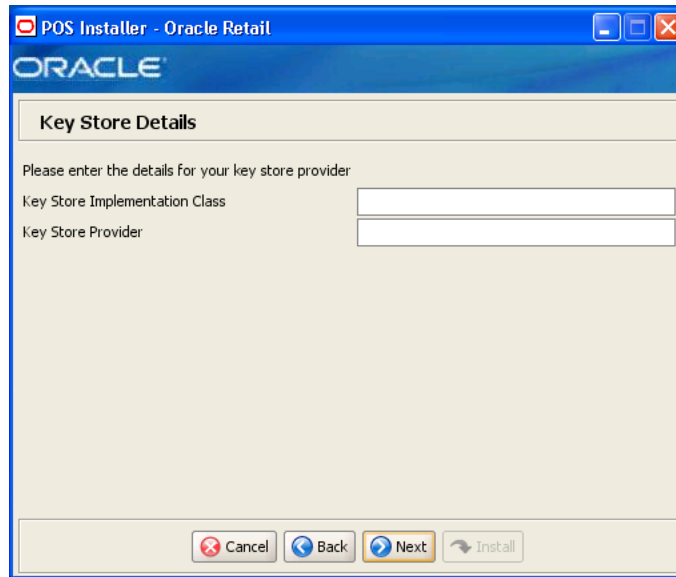 POS Installer - Oracle Retail
ORACLE
Key Store Details
Please enter the details for your key store provider
Key Store Implementation Class
Key Store Provider
Cancel Back Next Install